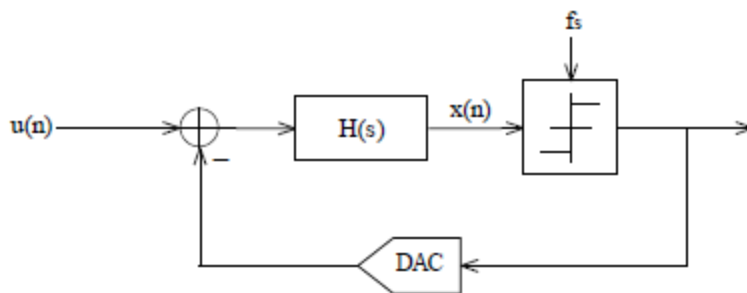 fs
u(n)
H(s)
x(n)
−
DAC